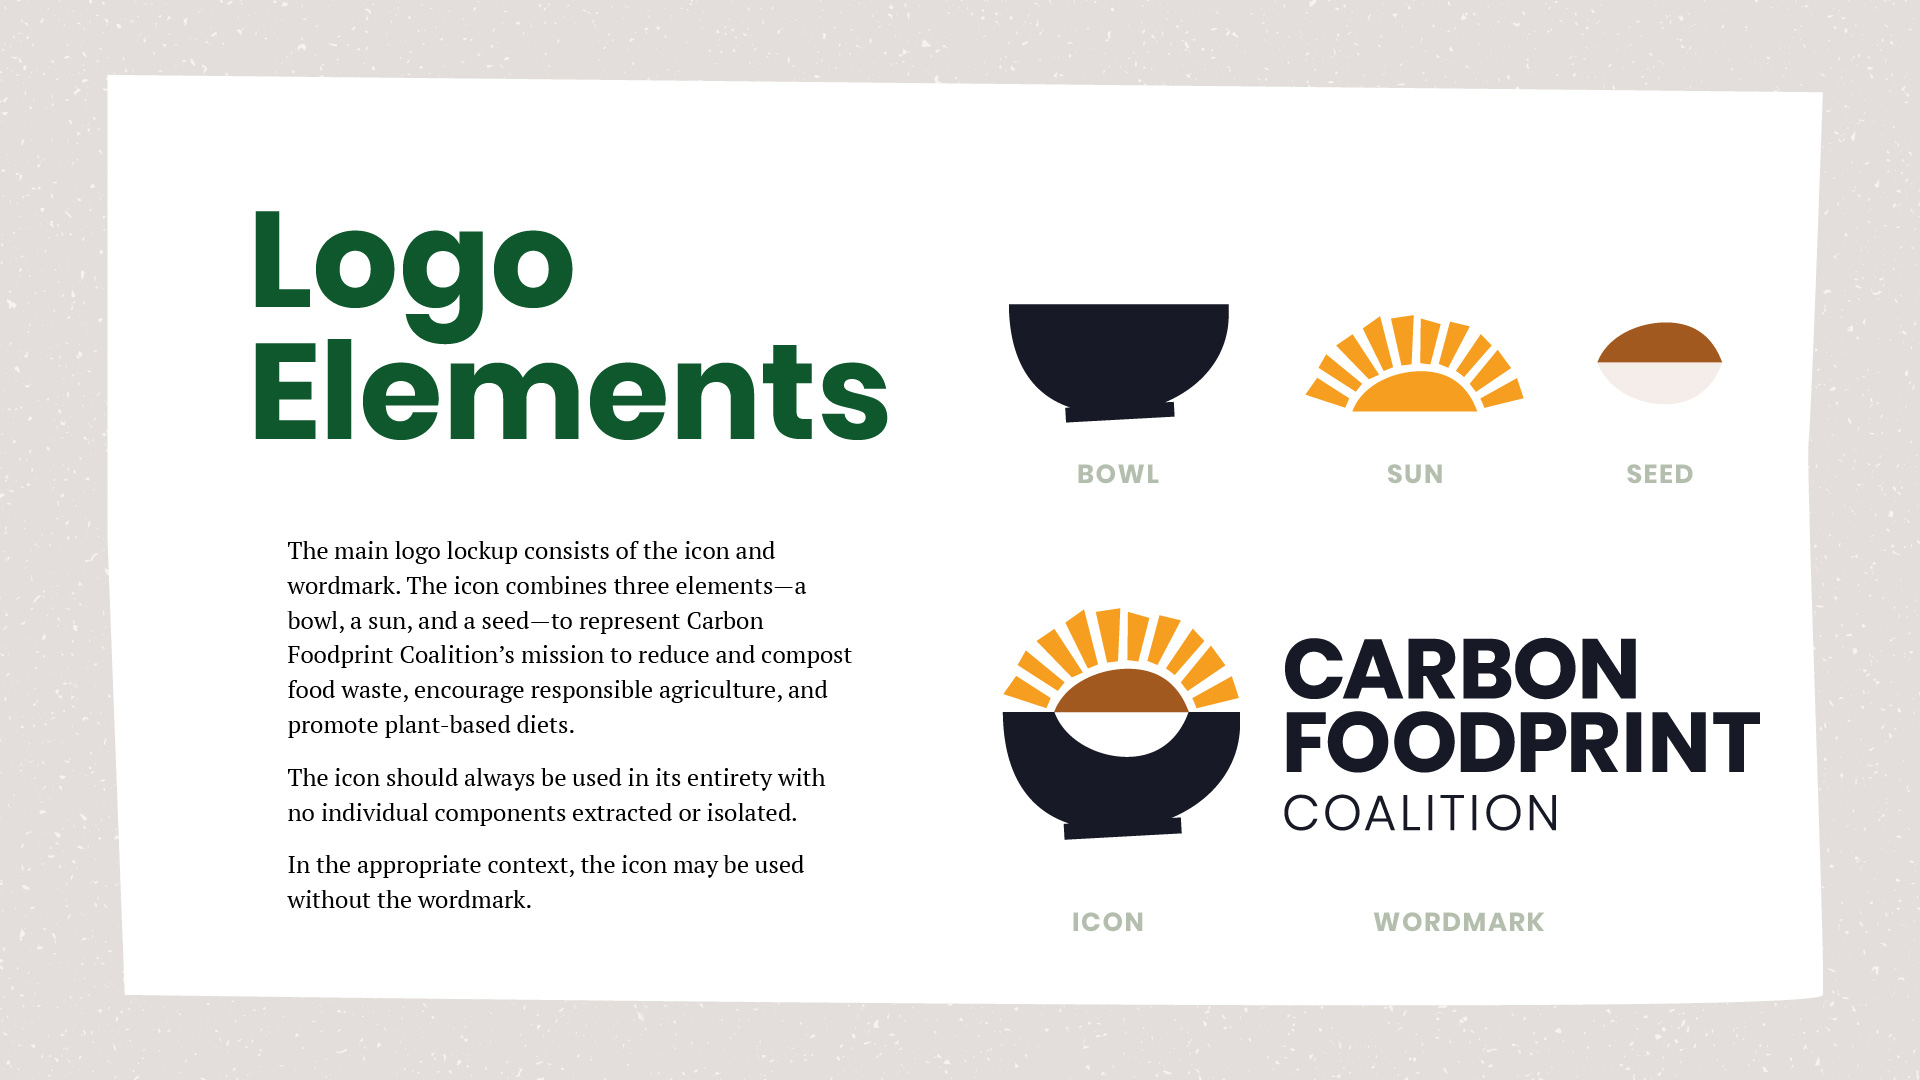 Logo
Elements
The main logo lockup consists of the icon and
wordmark. The icon combines three elements—a
bowl, a sun, and a seed—to represent Carbon
Foodprint Coalition’s mission to reduce and compost
food waste, encourage responsible agriculture, and
promote plant-based diets.
The icon should always be used in its entirety with
no individual components extracted or isolated.
In the appropriate context, the icon may be used
without the wordmark.
BOWL
SUN
SEED
CARBON
FOODPRINT
COALITION
ICON
WORDMARK